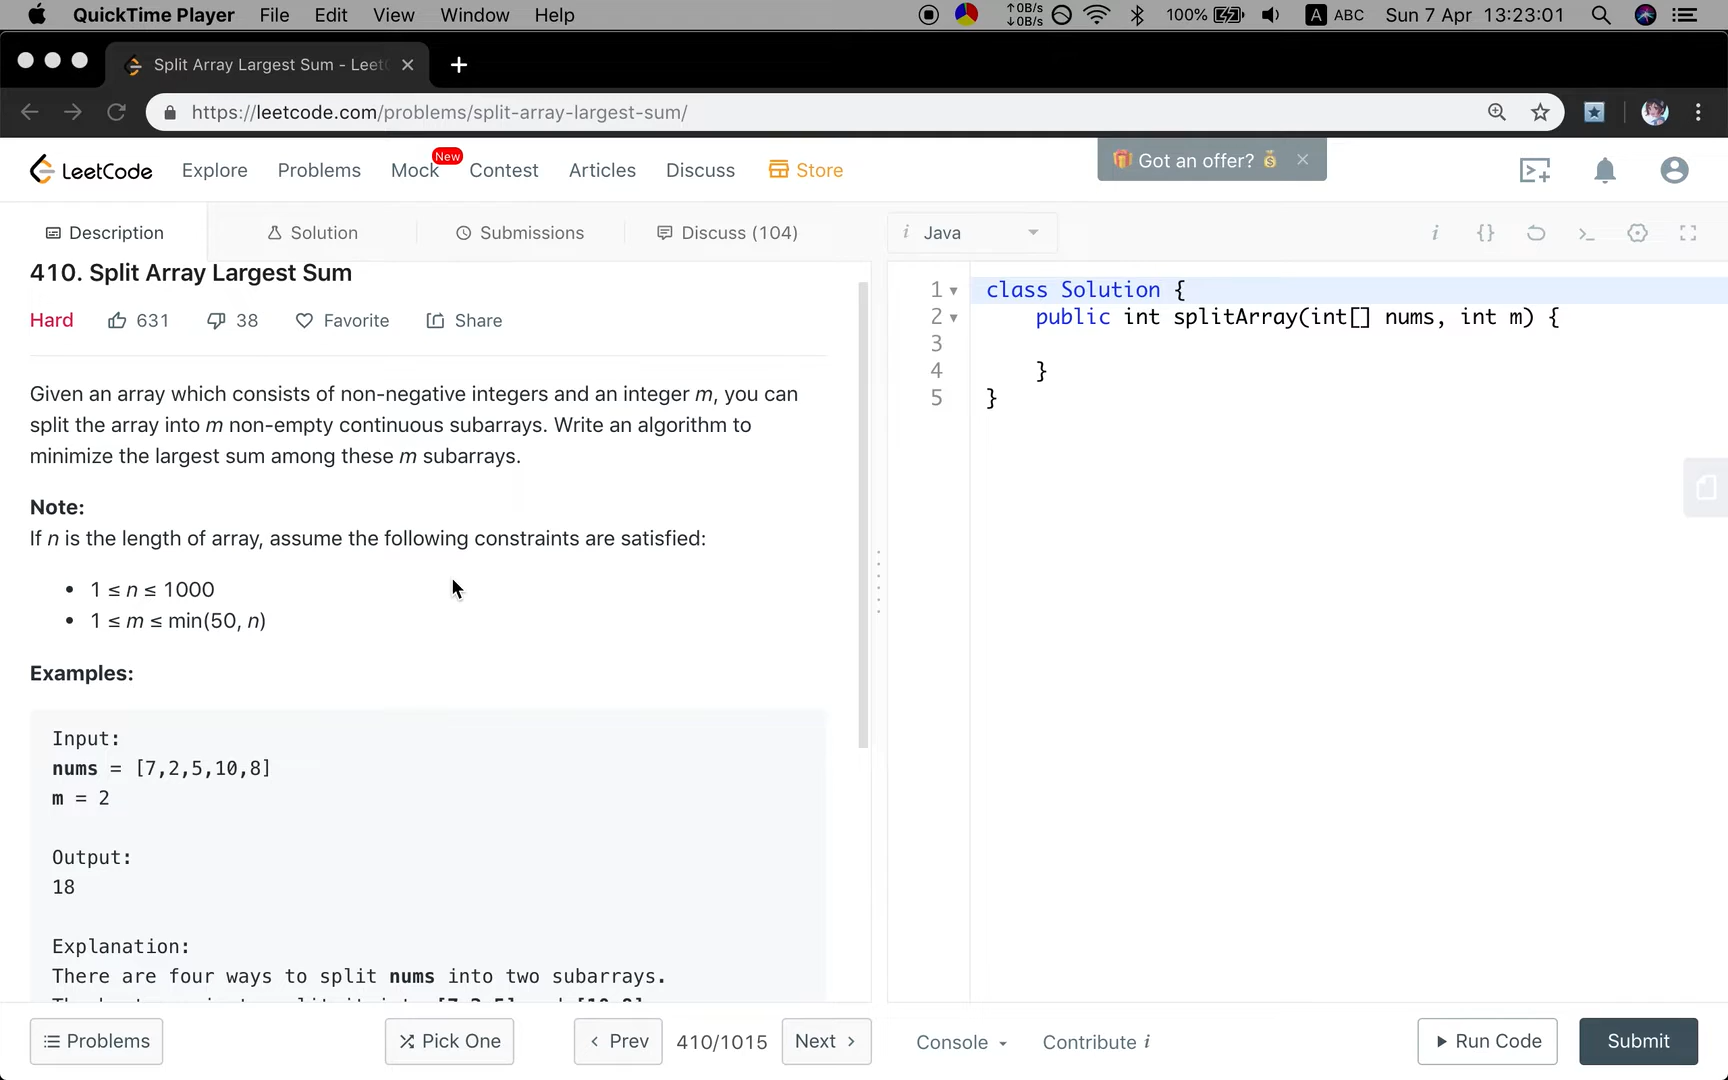 QuickTime Player File Edit View Window Help ↑0B/s ↓0B/s 100% A ABC Sun 7 Apr 13:23:01
Split Array Largest Sum - Leet
https://leetcode.com/problems/split-array-largest-sum/
LeetCode Explore Problems Mock New Contest Articles Discuss Store Got an offer?
Description Solution Submissions Discuss (104)
i Java i {}
410. Split Array Largest Sum
Hard 631 38 Favorite Share
Given an array which consists of non-negative integers and an integer m, you can
split the array into m non-empty continuous subarrays. Write an algorithm to
minimize the largest sum among these m subarrays.
Note:
If n is the length of array, assume the following constraints are satisfied:
• 1 ≤ n ≤ 1000
• 1 ≤ m ≤ min(50, n)
Examples:
Input:
nums = [7,2,5,10,8]
m = 2
Output:
18
Explanation:
There are four ways to split nums into two subarrays.
1 class Solution {
2 public int splitArray(int[] nums, int m) {
3
4 }
5 }
Problems Pick One Prev 410/1015 Next Console Contribute i Run Code Submit